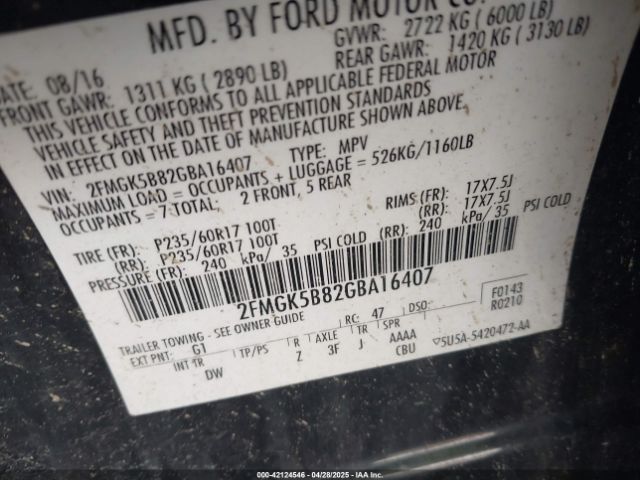 MFD. BY FORD MOTOR CO.
DATE: 08/16 GVWR: 2722 KG (6000 LB)
FRONT GAWR: 1311 KG (2890 LB) REAR GAWR: 1420 KG (3130 LB)
THIS VEHICLE CONFORMS TO ALL APPLICABLE FEDERAL MOTOR
VEHICLE SAFETY AND THEFT PREVENTION STANDARDS
IN EFFECT ON THE DATE OF MANUFACTURE SHOWN ABOVE.
VIN: 2FMGK5B82GBA16407 TYPE: MPV
MAXIMUM LOAD = OCCUPANTS + LUGGAGE = 526KG/1160LB
OCCUPANTS = 7 TOTAL: 2 FRONT, 5 REAR
TIRE (FR): P235/60R17 100T RIMS (FR): 17X7.5J
(RR): P235/60R17 100T (RR): 17X7.5J
PRESSURE (FR): 240 kPa/ 35 PSI COLD (RR): 240 kPa/ 35 PSI COLD
2FMGK5B82GBA16407
TRAILER TOWING - SEE OWNER GUIDE
EXT PNT: G1 RC: 47 DSO: F0143
R0210
INT TR TP/PS R AXLE TR SPR
DW Z 3F J AAAA
CBU
▽5U5A-5420472-AA
000-42124546 - 04/28/2025 - IAA Inc.